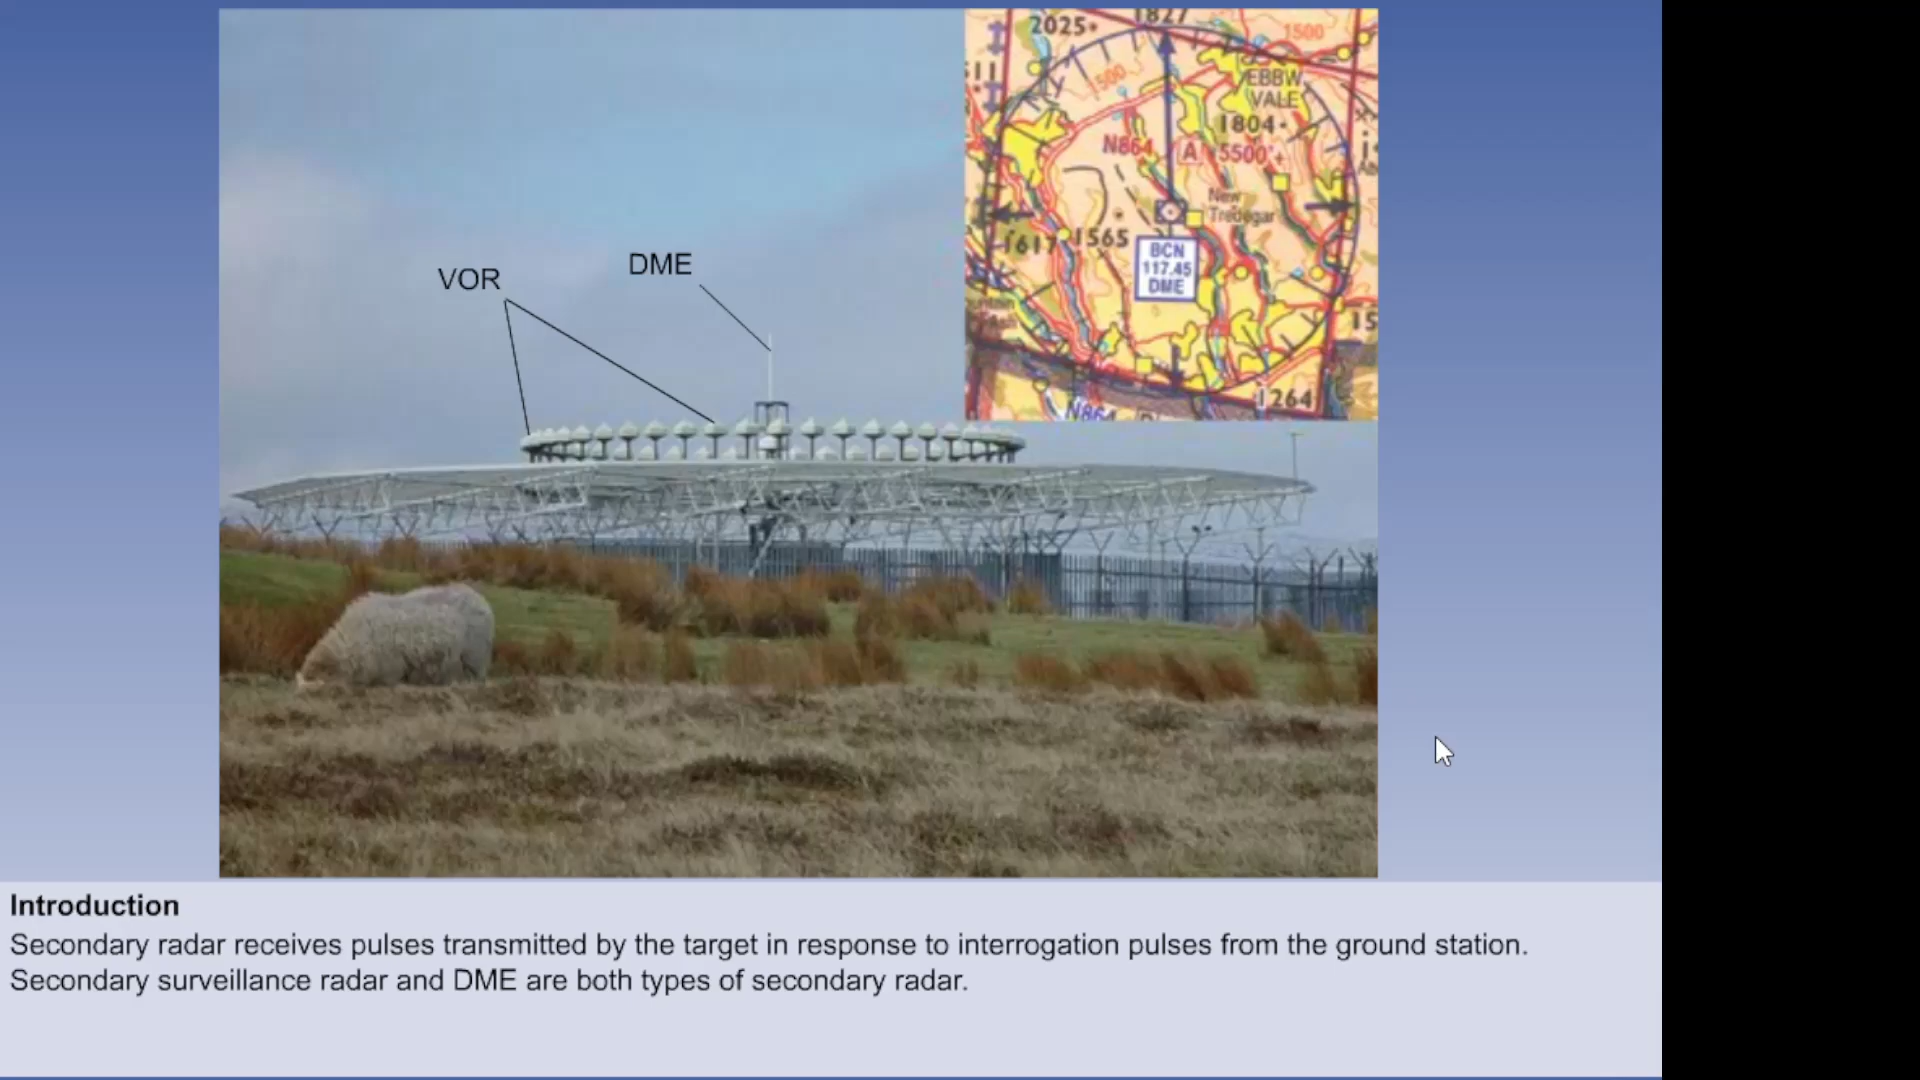 2025
1827
1500
1500
EBBW
VALE
1804
N864
A 5500'+
New
Tredegar
1617
1565
BCN
117.45
DME
15
1264
N864
VOR
DME
Introduction
Secondary radar receives pulses transmitted by the target in response to interrogation pulses from the ground station.
Secondary surveillance radar and DME are both types of secondary radar.